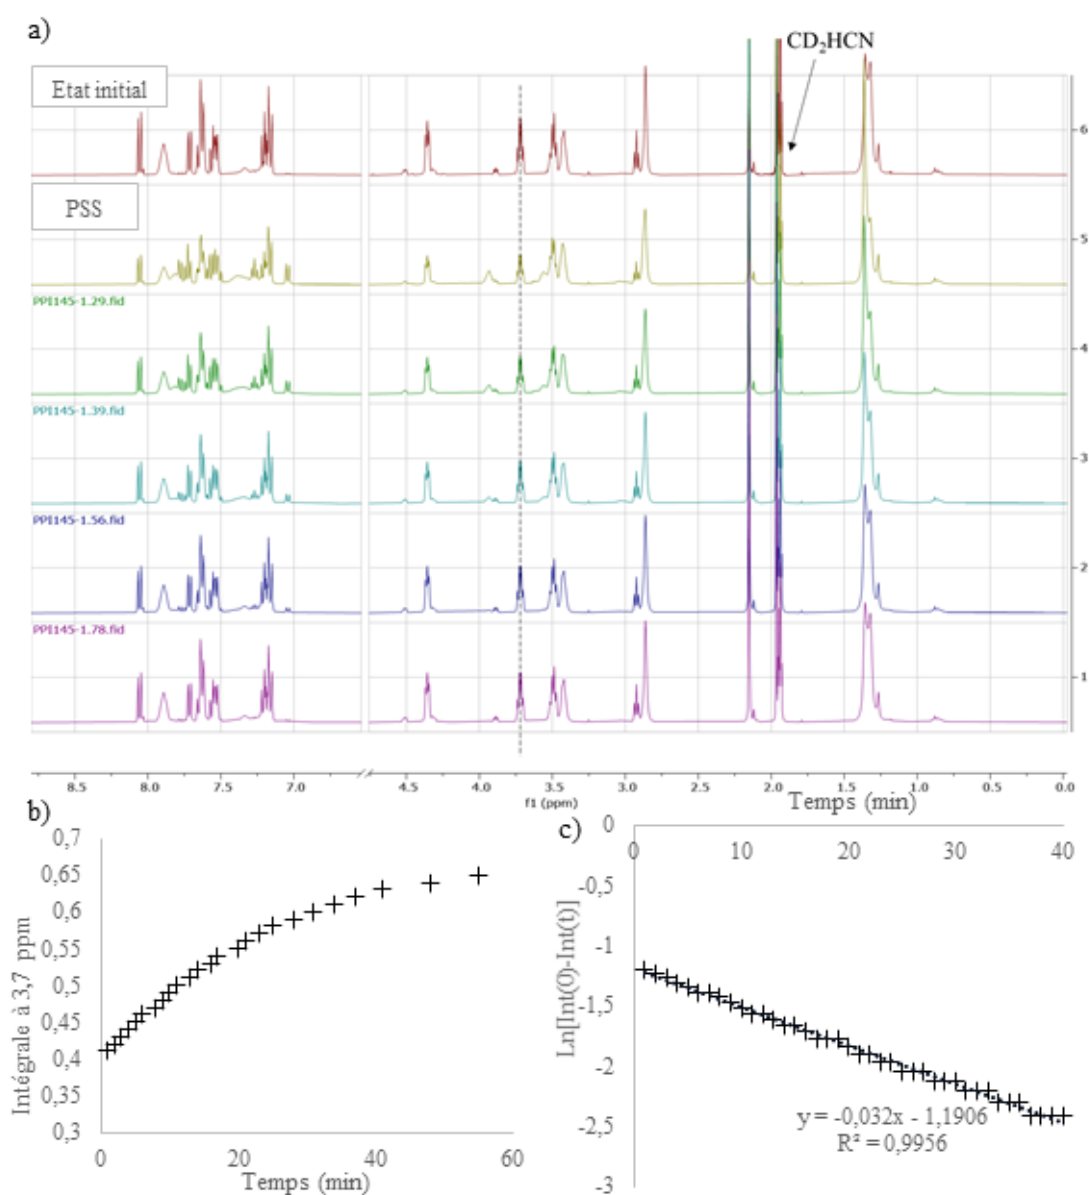 a)
CD2HCN
Etat initial
6
PSS
5
PPI145-1.29.fid
4
PPI145-1.39.fid
3
PPI145-1.56.fid
2
PPI145-1.78.fid
1
8.5 8.0 7.5 7.0 4.5 4.0 3.5 3.0 2.5 2.0 1.5 1.0 0.5 0.0
f1 (ppm)
b)
0,7
0,65
0,6
0,55
0,5
0,45
0,4
0,35
0,3
Intégrale à 3,7 ppm
0 20 40 60
Temps (min)
c)
Temps (min)
0 10 20 30 40
0
-0,5
-1
-1,5
-2
-2,5
-3
Ln[Int(0)-Int(t)]
y = -0,032x - 1,1906
R² = 0,9956